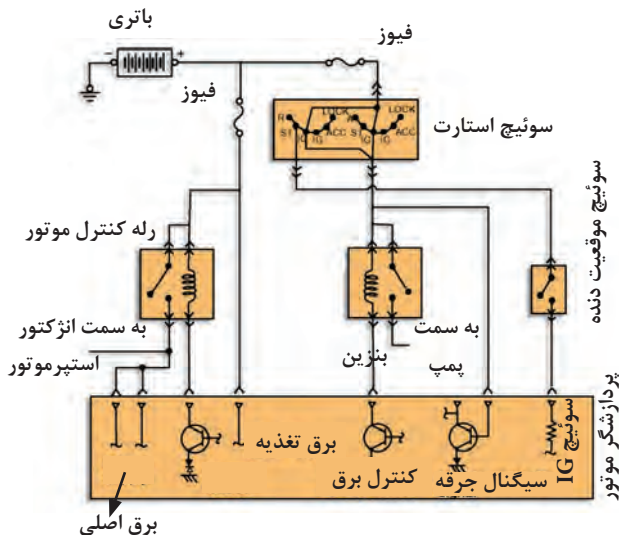 باتری
فیوز
فیوز
LOCK
LOCK
R
ST
IG
IG
ACC
ST
IG
ACC
سوئیچ استارت
سوئیچ موقعیت دنده
رله کنترل موتور
به سمت انژکتور
استپرموتور
به سمت
پمپ
بنزین
پردازشگر موتور
سوئیچ IG
برق تغذیه
کنترل برق
سیگنال جرقه
برق اصلی